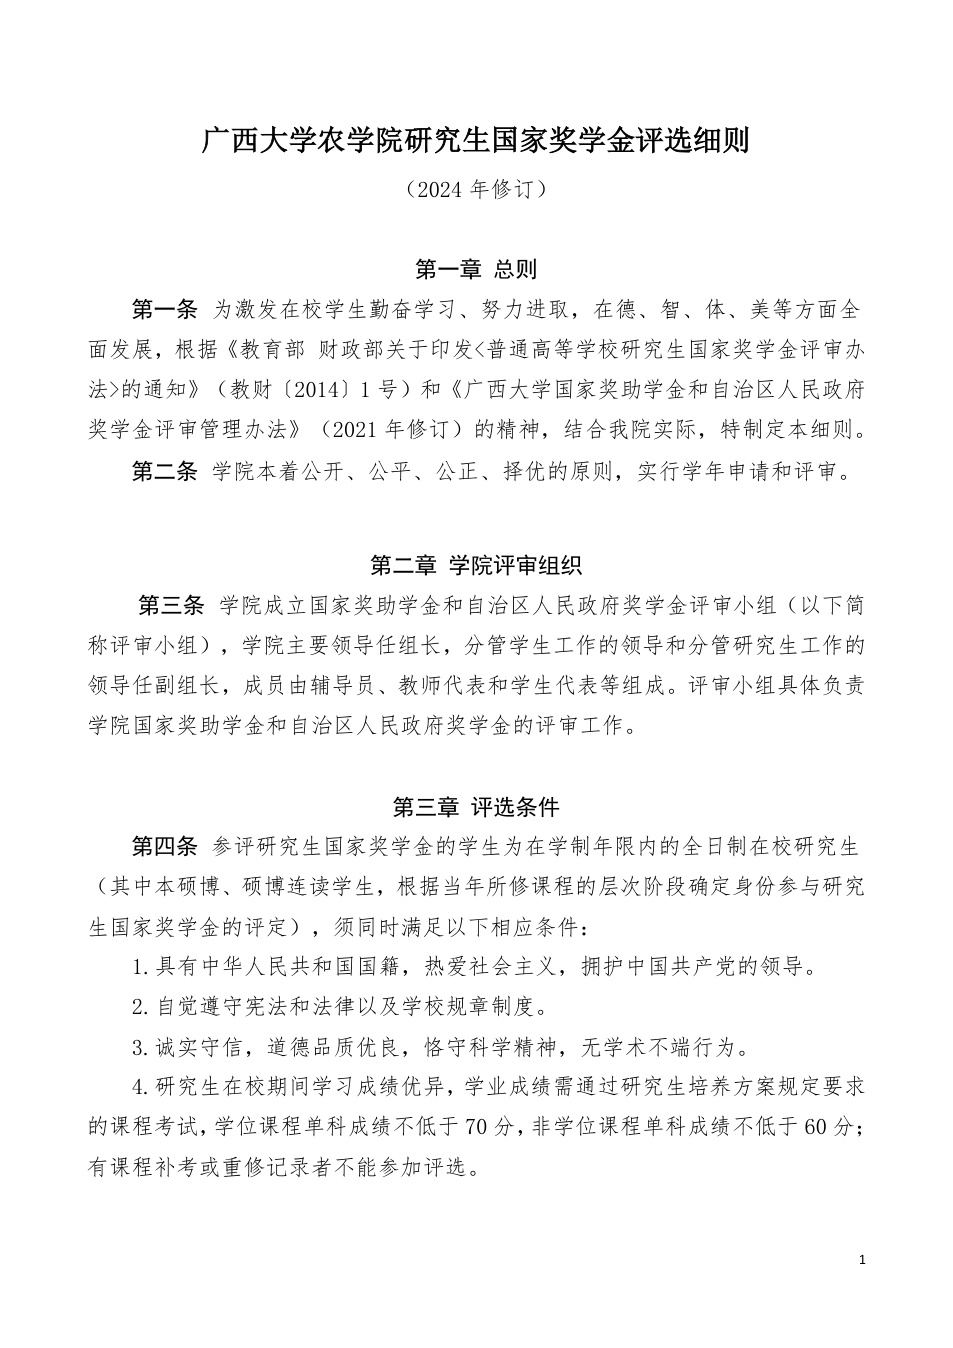 广西大学农学院研究生国家奖学金评选细则
（2024 年修订）
第一章 总则
第一条 为激发在校学生勤奋学习、努力进取，在德、智、体、美等方面全
面发展，根据《教育部 财政部关于印发<普通高等学校研究生国家奖学金评审办
法>的通知》（教财〔2014〕1 号）和《广西大学国家奖助学金和自治区人民政府
奖学金评审管理办法》（2021 年修订）的精神，结合我院实际，特制定本细则。
第二条 学院本着公开、公平、公正、择优的原则，实行学年申请和评审。
第二章 学院评审组织
第三条 学院成立国家奖助学金和自治区人民政府奖学金评审小组（以下简
称评审小组），学院主要领导任组长，分管学生工作的领导和分管研究生工作的
领导任副组长，成员由辅导员、教师代表和学生代表等组成。评审小组具体负责
学院国家奖助学金和自治区人民政府奖学金的评审工作。
第三章 评选条件
第四条 参评研究生国家奖学金的学生为在学制年限内的全日制在校研究生
（其中本硕博、硕博连读学生，根据当年所修课程的层次阶段确定身份参与研究
生国家奖学金的评定），须同时满足以下相应条件：
1.具有中华人民共和国国籍，热爱社会主义，拥护中国共产党的领导。
2.自觉遵守宪法和法律以及学校规章制度。
3.诚实守信，道德品质优良，恪守科学精神，无学术不端行为。
4.研究生在校期间学习成绩优异，学业成绩需通过研究生培养方案规定要求
的课程考试，学位课程单科成绩不低于 70 分，非学位课程单科成绩不低于 60 分；
有课程补考或重修记录者不能参加评选。
1